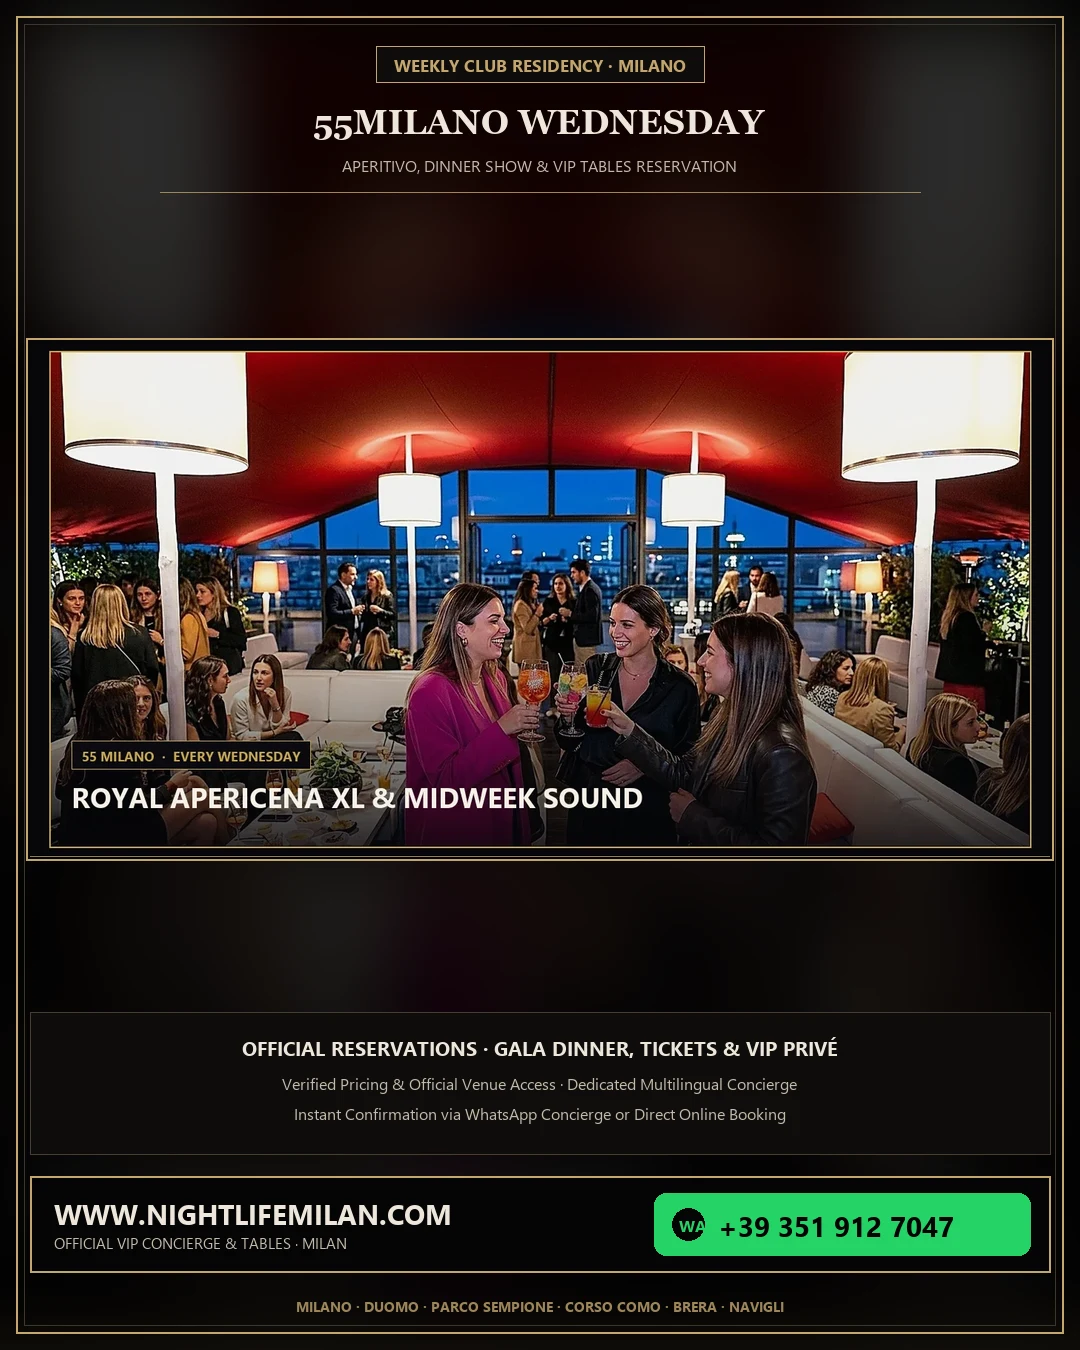 WEEKLY CLUB RESIDENCY · MILANO
55MILANO WEDNESDAY
APERITIVO, DINNER SHOW & VIP TABLES RESERVATION
55 MILANO · EVERY WEDNESDAY
ROYAL APERICENA XL & MIDWEEK SOUND
OFFICIAL RESERVATIONS · GALA DINNER, TICKETS & VIP PRIVÉ
Verified Pricing & Official Venue Access · Dedicated Multilingual Concierge
Instant Confirmation via WhatsApp Concierge or Direct Online Booking
WWW.NIGHTLIFEMILAN.COM
OFFICIAL VIP CONCIERGE & TABLES · MILAN
WA +39 351 912 7047
MILANO · DUOMO · PARCO SEMPIONE · CORSO COMO · BRERA · NAVIGLI